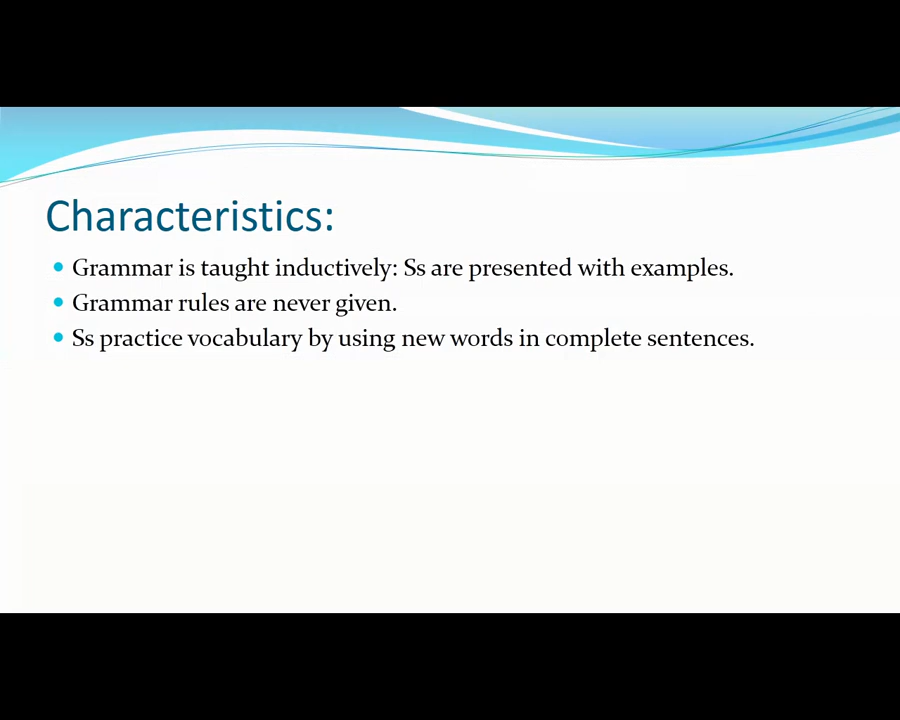 Characteristics:
Grammar is taught inductively: Ss are presented with examples.
Grammar rules are never given.
Ss practice vocabulary by using new words in complete sentences.